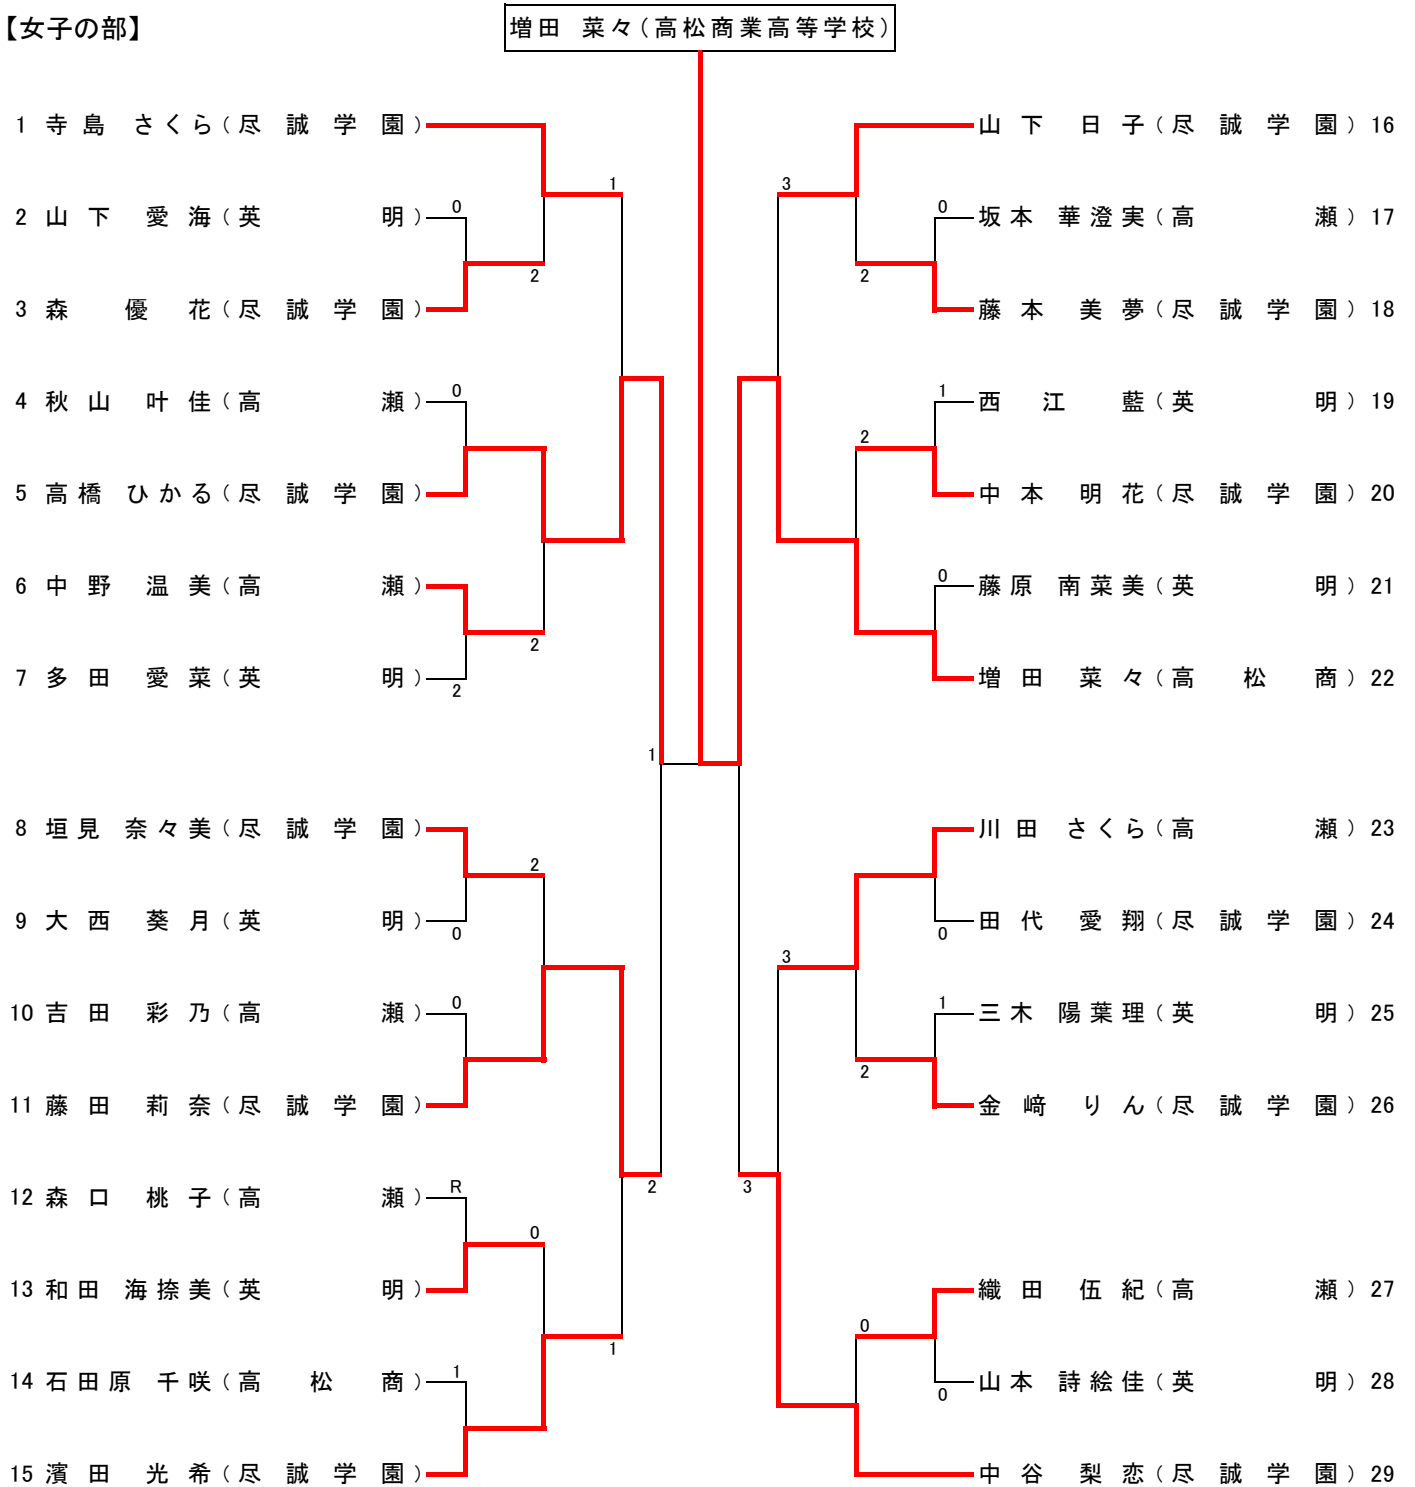 【女子の部】
増田 菜々(高松商業高等学校)
1 寺島 さくら(尽誠学園)
2 山下 愛海(英明) 0
3 森 優花(尽誠学園)
4 秋山 叶佳(高瀬) 0
5 高橋 ひかる(尽誠学園)
6 中野 温美(高瀬)
7 多田 愛菜(英明) 2
8 垣見 奈々美(尽誠学園)
9 大西 葵月(英明) 0
10 吉田 彩乃(高瀬) 0
11 藤田 莉奈(尽誠学園)
12 森口 桃子(高瀬) R
13 和田 海捺美(英明)
14 石田原 千咲(高松商) 1
15 濱田 光希(尽誠学園)
1
2
2
2
0
1
1
2
山下 日子(尽誠学園) 16
0 坂本 華澄実(高瀬) 17
藤本 美夢(尽誠学園) 18
1 西江 藍(英明) 19
中本 明花(尽誠学園) 20
0 藤原 南菜美(英明) 21
増田 菜々(高松商) 22
川田 さくら(高瀬) 23
0 田代 愛翔(尽誠学園) 24
1 三木 陽葉理(英明) 25
金﨑 りん(尽誠学園) 26
織田 伍紀(高瀬) 27
0 山本 詩絵佳(英明) 28
中谷 梨恋(尽誠学園) 29
3
2
2
3
2
3
0